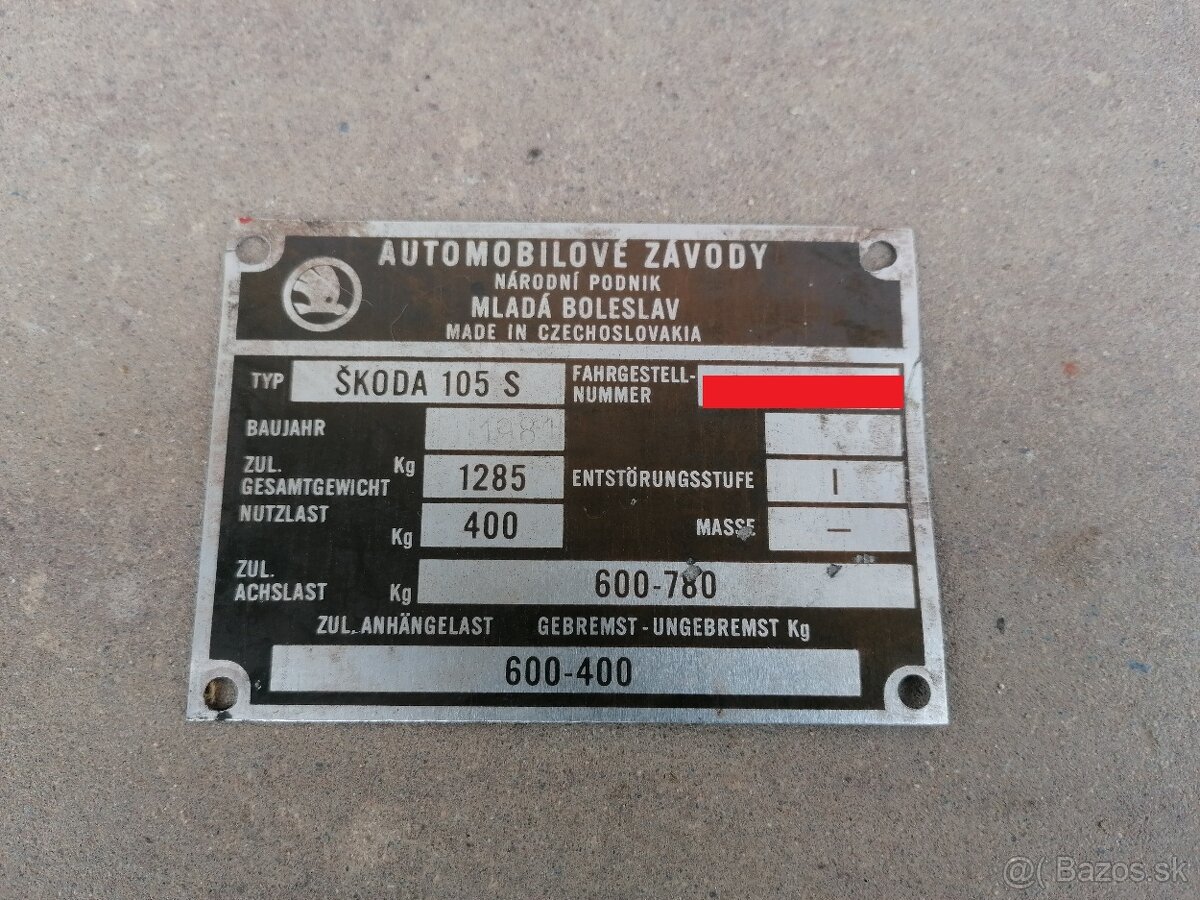 AUTOMOBILOVÉ ZÁVODY
NÁRODNÍ PODNIK
MLADÁ BOLESLAV
MADE IN CZECHOSLOVAKIA
TYP ŠKODA 105 S FAHRGESTELL-
NUMMER
BAUJAHR 1981
ZUL. Kg 1285 ENTSTÖRUNGSSTUFE I
GESAMTGEWICHT
NUTZLAST Kg 400 MASSE —
ZUL.
ACHSLAST Kg 600-780
ZUL. ANHÄNGELAST GEBREMST - UNGEBREMST Kg
600-400
@( Bazos.sk